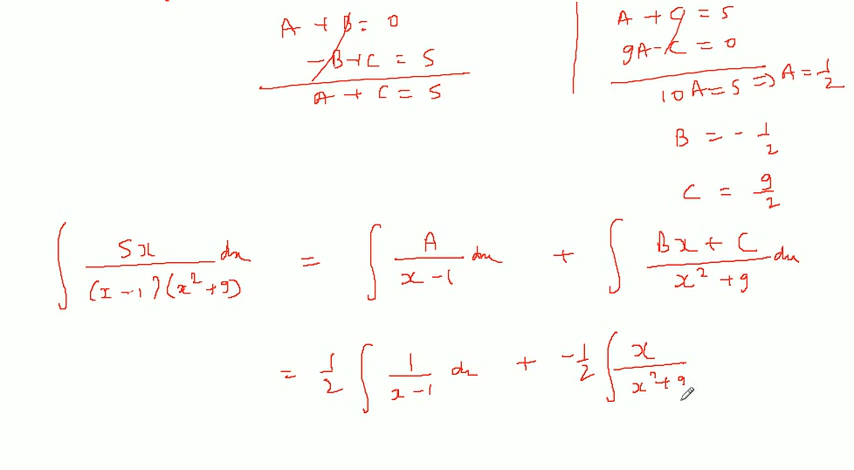 A + B = 0
-B + C = 5
A + C = 5
A + C = 5
9A - C = 0
10A = 5 => A = 1/2
B = - 1/2
C = 9/2
∫ 5x / (x-1)(x²+9) dx = ∫ A / x-1 dx + ∫ Bx + C / x² + 9 dx
= 1/2 ∫ 1 / x-1 dx + -1/2 ∫ x / x²+9